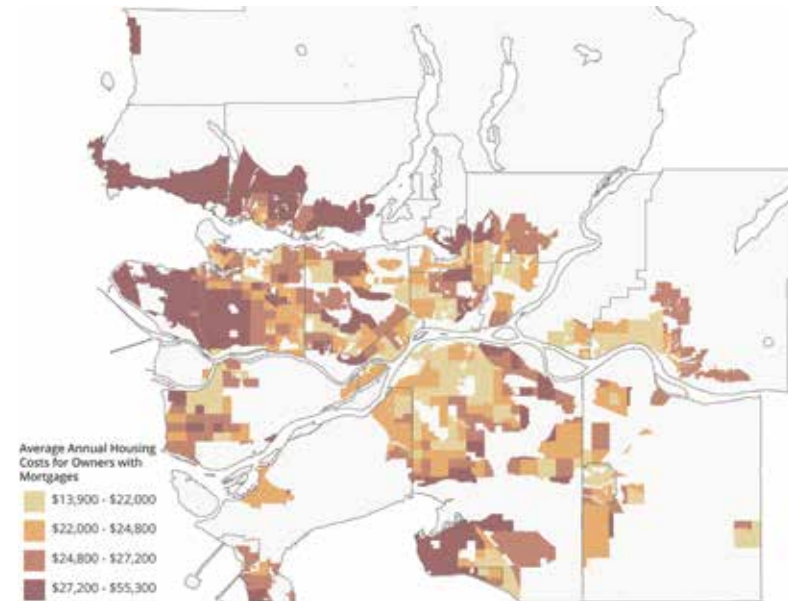 Average Annual Housing
Costs for Owners with
Mortgages
$13,900 - $22,000
$22,000 - $24,800
$24,800 - $27,200
$27,200 - $55,300